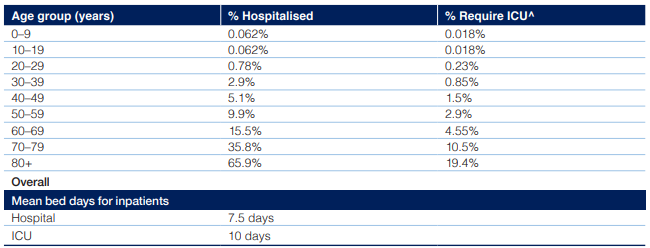 Age group (years) % Hospitalised % Require ICU^
0–9 0.062% 0.018%
10–19 0.062% 0.018%
20–29 0.78% 0.23%
30–39 2.9% 0.85%
40–49 5.1% 1.5%
50–59 9.9% 2.9%
60–69 15.5% 4.55%
70–79 35.8% 10.5%
80+ 65.9% 19.4%
Overall
Mean bed days for inpatients
Hospital 7.5 days
ICU 10 days